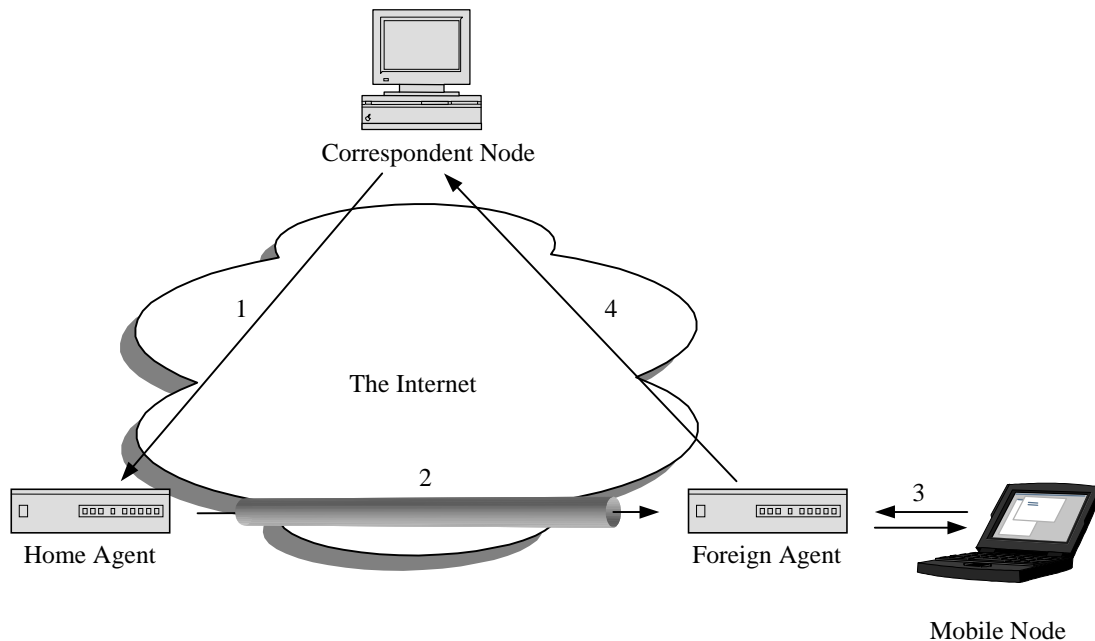 Correspondent Node
1
4
The Internet
2
3
Home Agent
Foreign Agent
Mobile Node